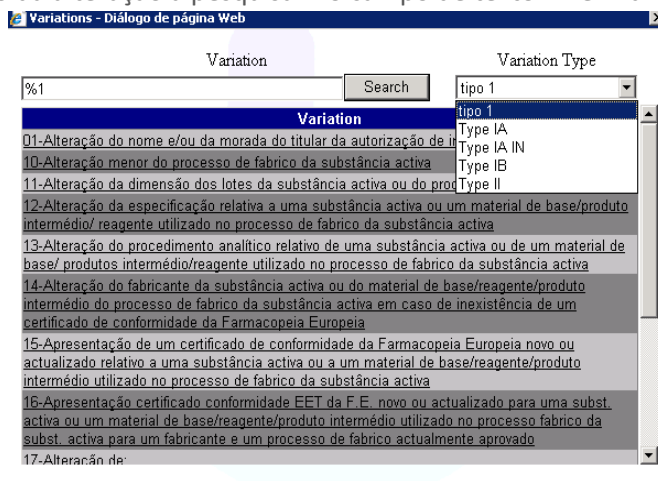 Variations - Diálogo de página Web
Variation
Variation Type
%1
Search
tipo 1
tipo 1
Type IA
Type IA IN
Type IB
Type II
Variation
01-Alteração do nome e/ou da morada do titular da autorização de
10-Alteração menor do processo de fabrico da substância activa
11-Alteração da dimensão dos lotes da substância activa ou do
12-Alteração da especificação relativa a uma substância activa ou um material de base/produto
intermédio/ reagente utilizado no processo de fabrico da substância activa
13-Alteração do procedimento analítico relativo de uma substância activa ou de um material de
base/ produtos intermédio/reagente utilizado no processo de fabrico da substância activa
14-Alteração do fabricante da substância activa ou do material de base/reagente/produto
intermédio do processo de fabrico da substância activa em caso de inexistência de um
certificado de conformidade da Farmacopeia Europeia
15-Apresentação de um certificado de conformidade da Farmacopeia Europeia novo ou
actualizado relativo a uma substância activa ou a um material de base/reagente/produto
intermédio utilizado no processo de fabrico da substância activa
16-Apresentação certificado conformidade EET da F.E. novo ou actualizado para uma subst.
activa ou um material de base/reagente/produto intermédio utilizado no processo fabrico da
subst. activa para um fabricante e um processo de fabrico actualmente aprovado
17-Alteração de: